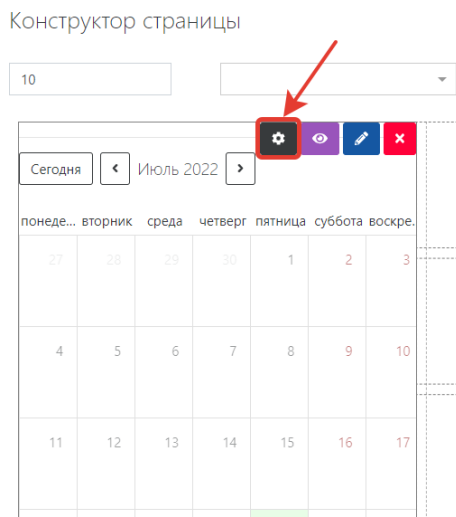 Конструктор страницы
10
Сегодня Июль 2022
понеде... вторник среда четверг пятница суббота воскре.
27 28 29 30 1 2 3
4 5 6 7 8 9 10
11 12 13 14 15 16 17